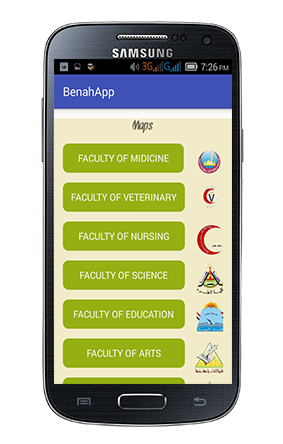 SAMSUNG
3G G 7:26 PM
BenahApp
Maps
FACULTY OF MIDICINE
FACULTY OF VETERINARY
V
FACULTY OF NURSING
FACULTY OF SCIENCE
FACULTY OF EDUCATION
FACULTY OF ARTS